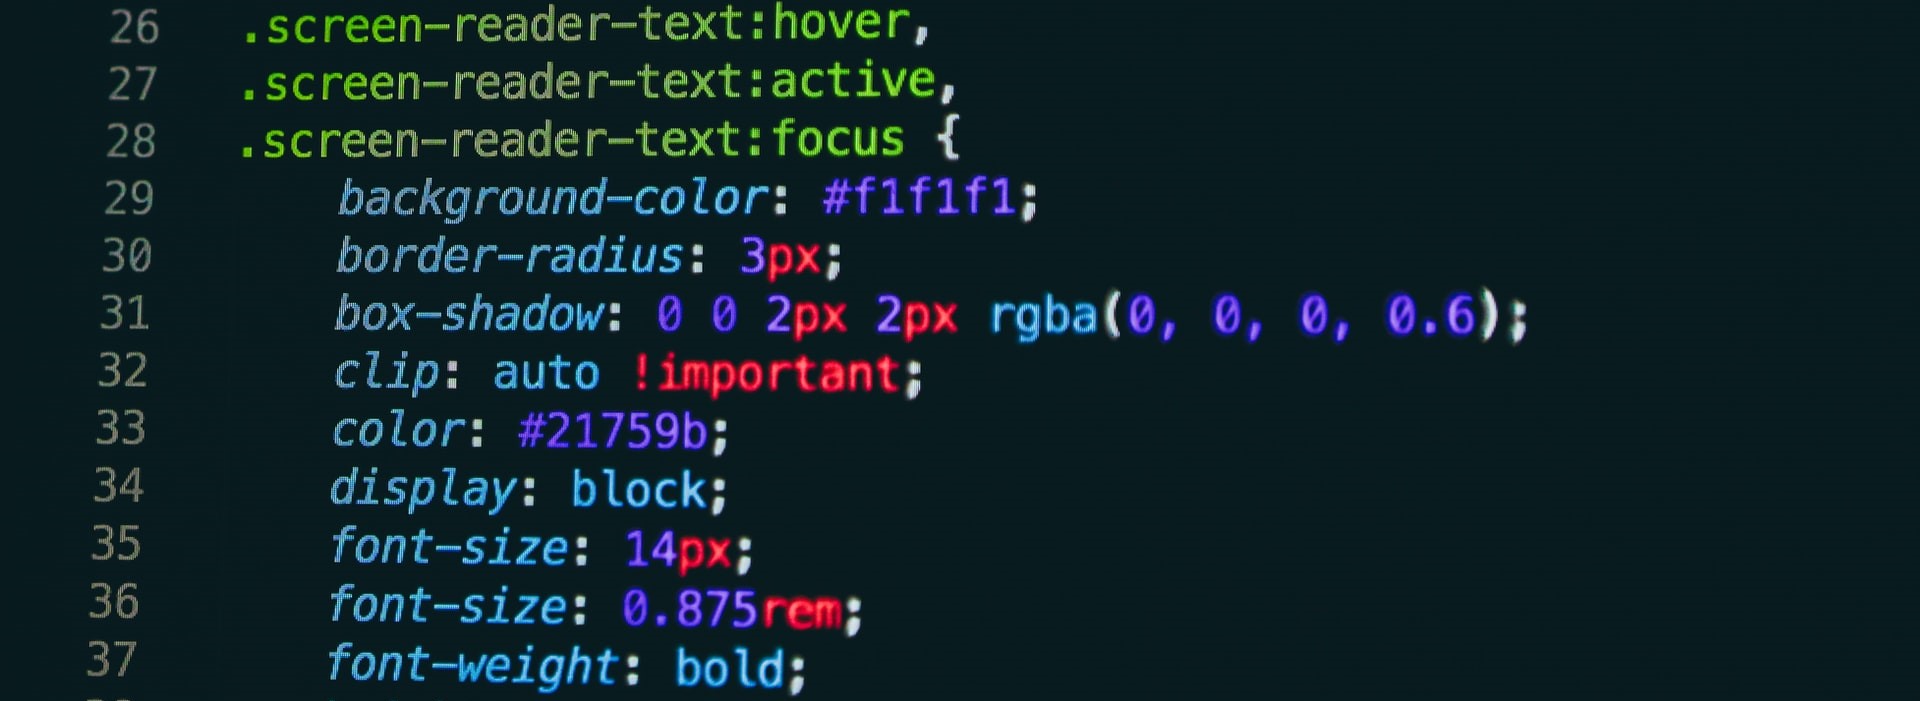 26 .screen-reader-text:hover,
27 .screen-reader-text:active,
28 .screen-reader-text:focus {
29 background-color: #f1f1f1;
30 border-radius: 3px;
31 box-shadow: 0 0 2px 2px rgba(0, 0, 0, 0.6);
32 clip: auto !important;
33 color: #21759b;
34 display: block;
35 font-size: 14px;
36 font-size: 0.875rem;
37 font-weight: bold;